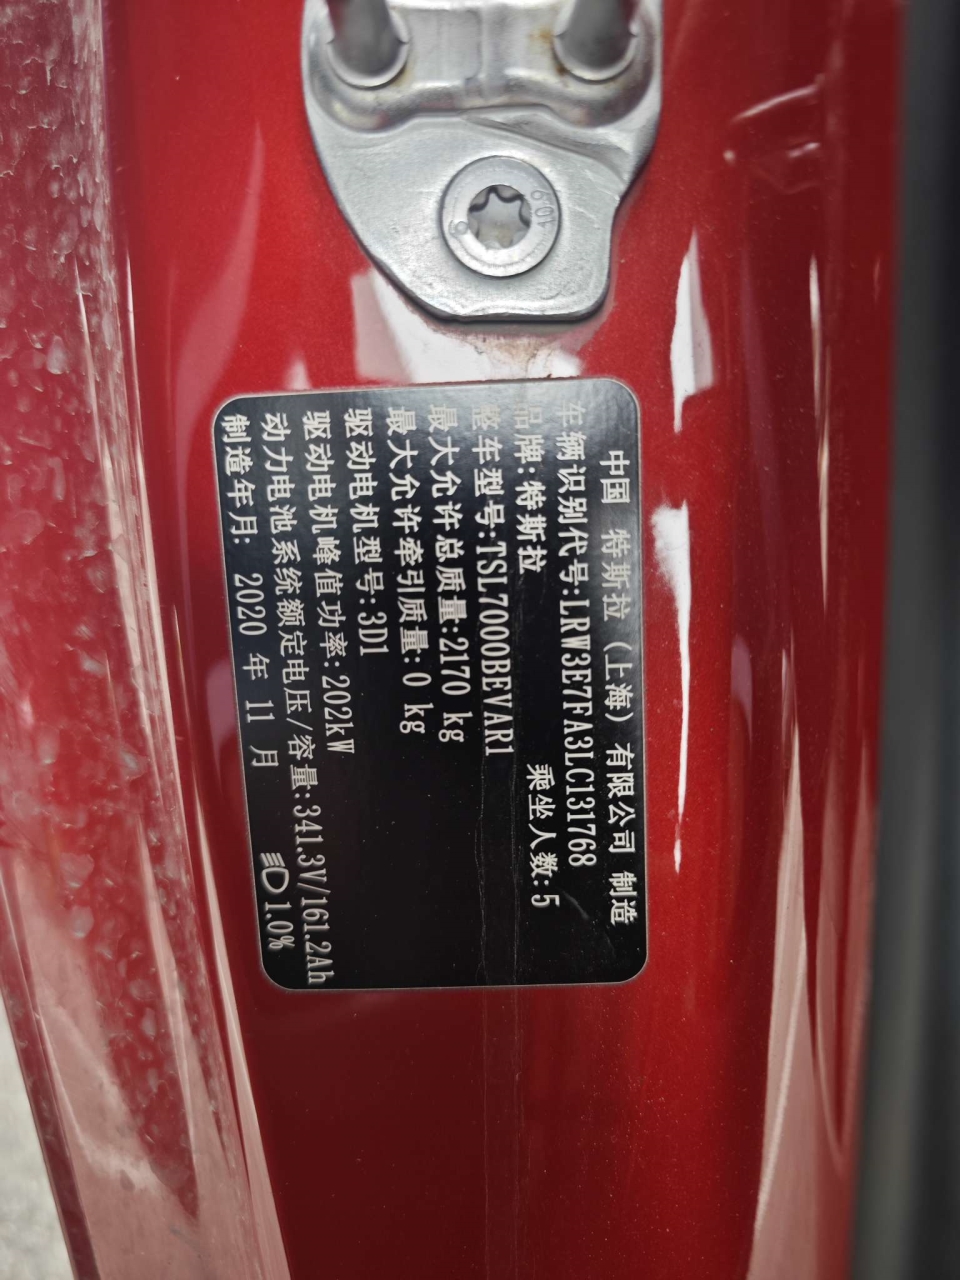 10.9
6
中国 特斯拉（上海）有限公司 制造
车辆识别代号:LRW3E7FA3LC131768
品牌:特斯拉 乘坐人数:5
整车型号:TSL7000BEVAR1
最大允许总质量:2170 kg
最大允许牵引质量:0 kg
驱动电机型号:3D1
驱动电机峰值功率:202kW
动力电池系统额定电压/容量:341.3V/161.2Ah
制造年月: 2020 年 11 月 1.0%